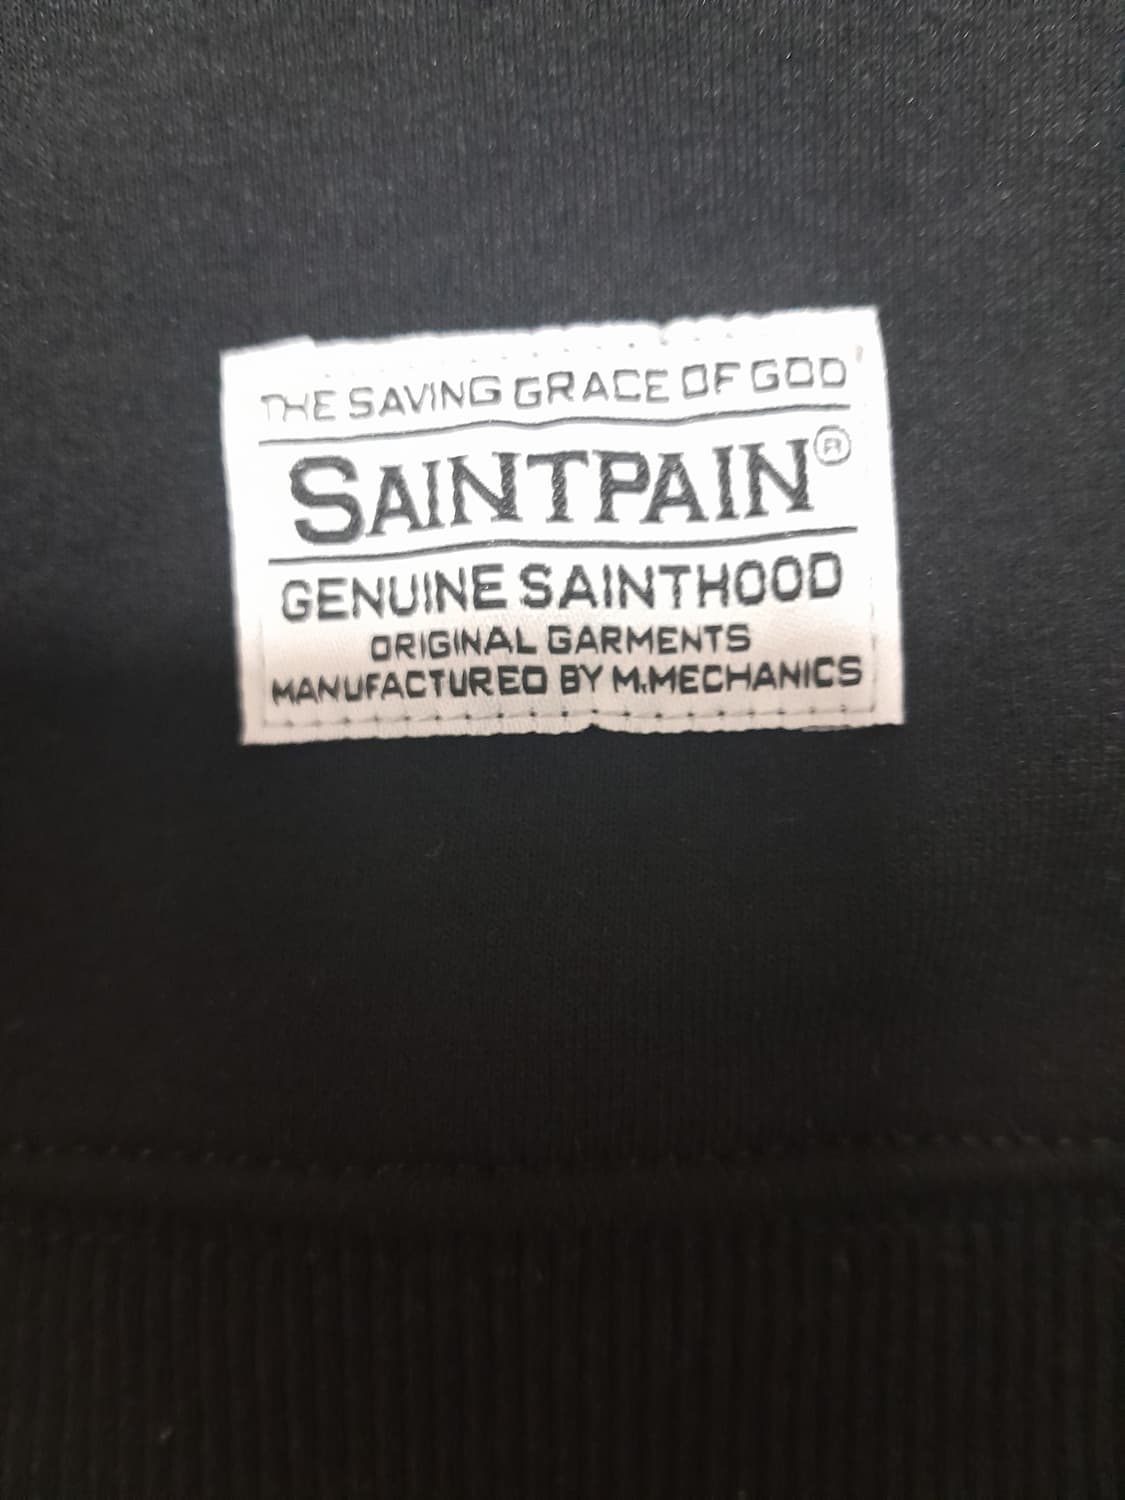 THE SAVING GRACE OF GOD
SAINTPAIN®
GENUINE SAINTHOOD
ORIGINAL GARMENTS
MANUFACTURED BY M.MECHANICS